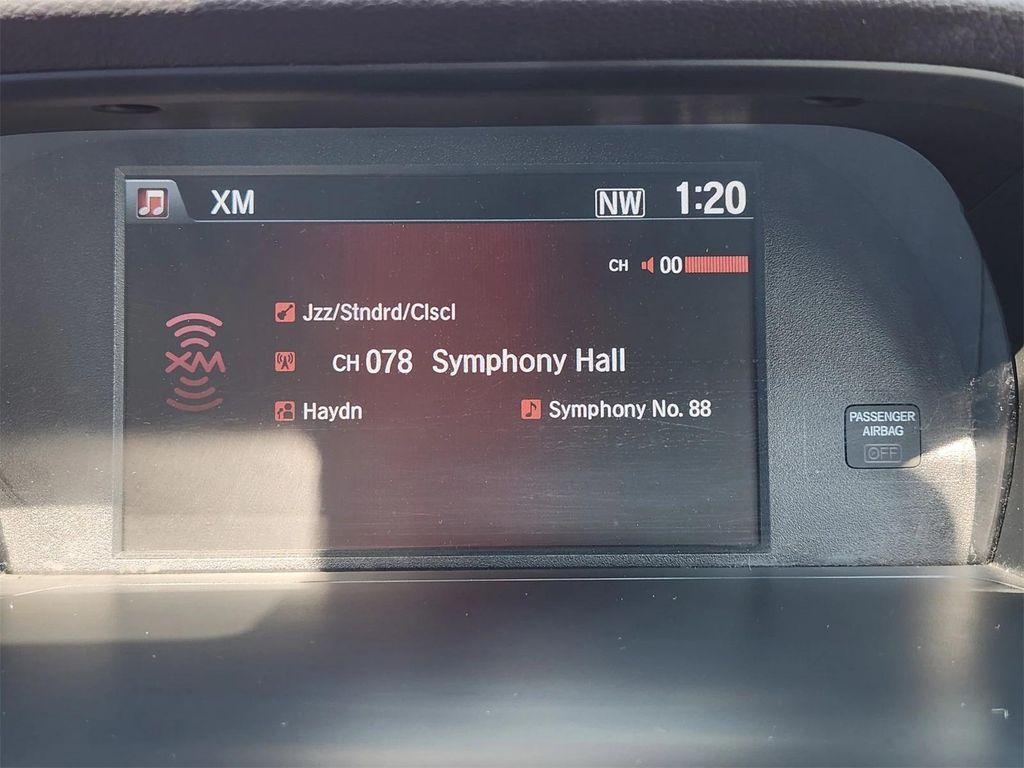 XM NW 1:20
CH 00
Jzz/Stndrd/Clscl
XM
CH 078 Symphony Hall
Haydn Symphony No. 88
PASSENGER
AIRBAG
OFF